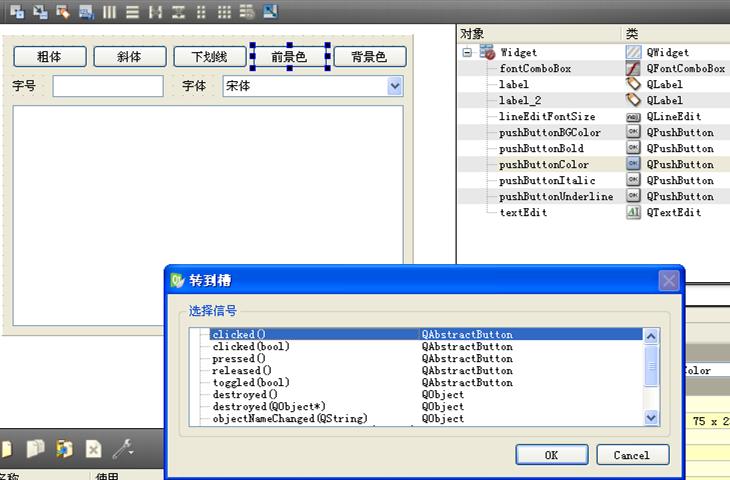 粗体 斜体 下划线 前景色 背景色
字号 字体 宋体
对象 类
Widget QWidget
fontComboBox QFontComboBox
label QLabel
label_2 QLabel
lineEditFontSize QLineEdit
pushButtonBGColor QPushButton
pushButtonBold QPushButton
pushButtonColor QPushButton
pushButtonItalic QPushButton
pushButtonUnderline QPushButton
textEdit QTextEdit
转到槽
选择信号
clicked() QAbstractButton
clicked(bool) QAbstractButton
pressed() QAbstractButton
released() QAbstractButton
toggled(bool) QAbstractButton
destroyed() QObject
destroyed(QObject*) QObject
objectNameChanged(QString) QObject
OK Cancel
Color
75 x 2
名称 使用